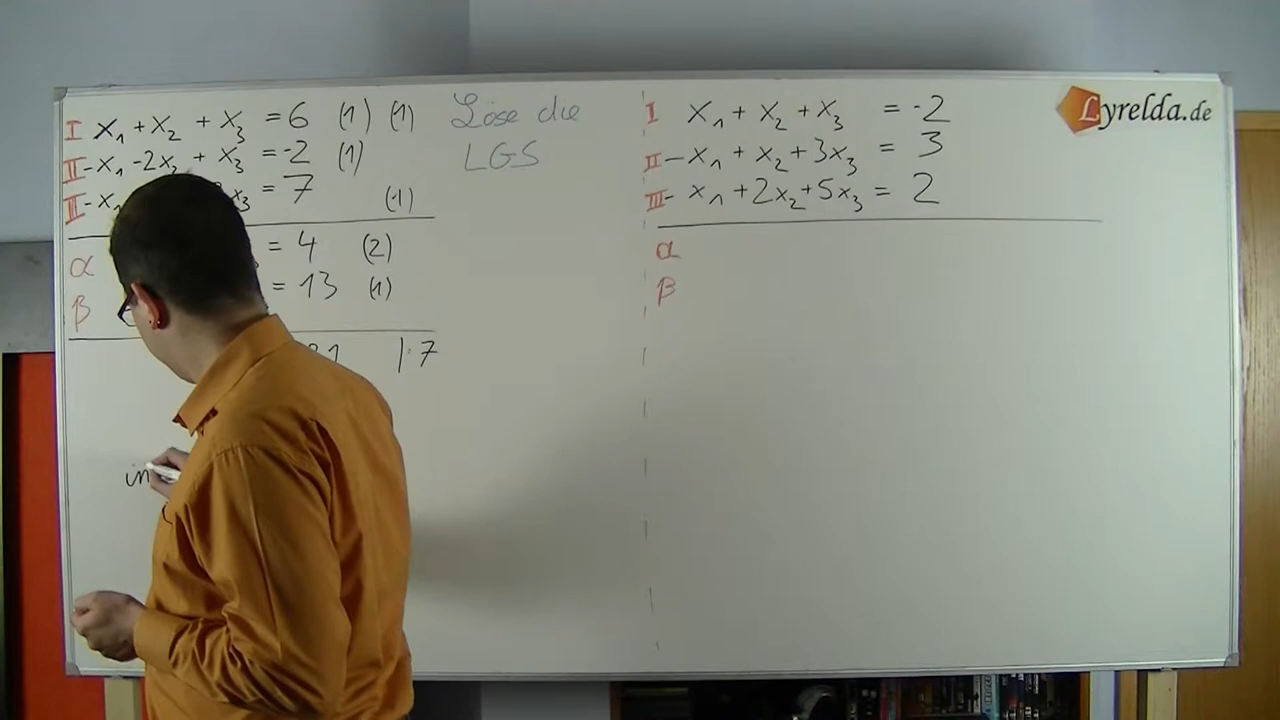 I x₁ + x₂ + x₃ = 6 (1) (1)
II -x₁ -2x₂ + x₃ = -2 (1)
III -x₁ x₃ = 7 (-1)
α = 4 (2)
β = 13 (1)
|:7
in
Löse die
LGS
I x₁ + x₂ + x₃ = -2
II -x₁ + x₂ + 3x₃ = 3
III -x₁ + 2x₂ + 5x₃ = 2
α
β
Lyrelda.de